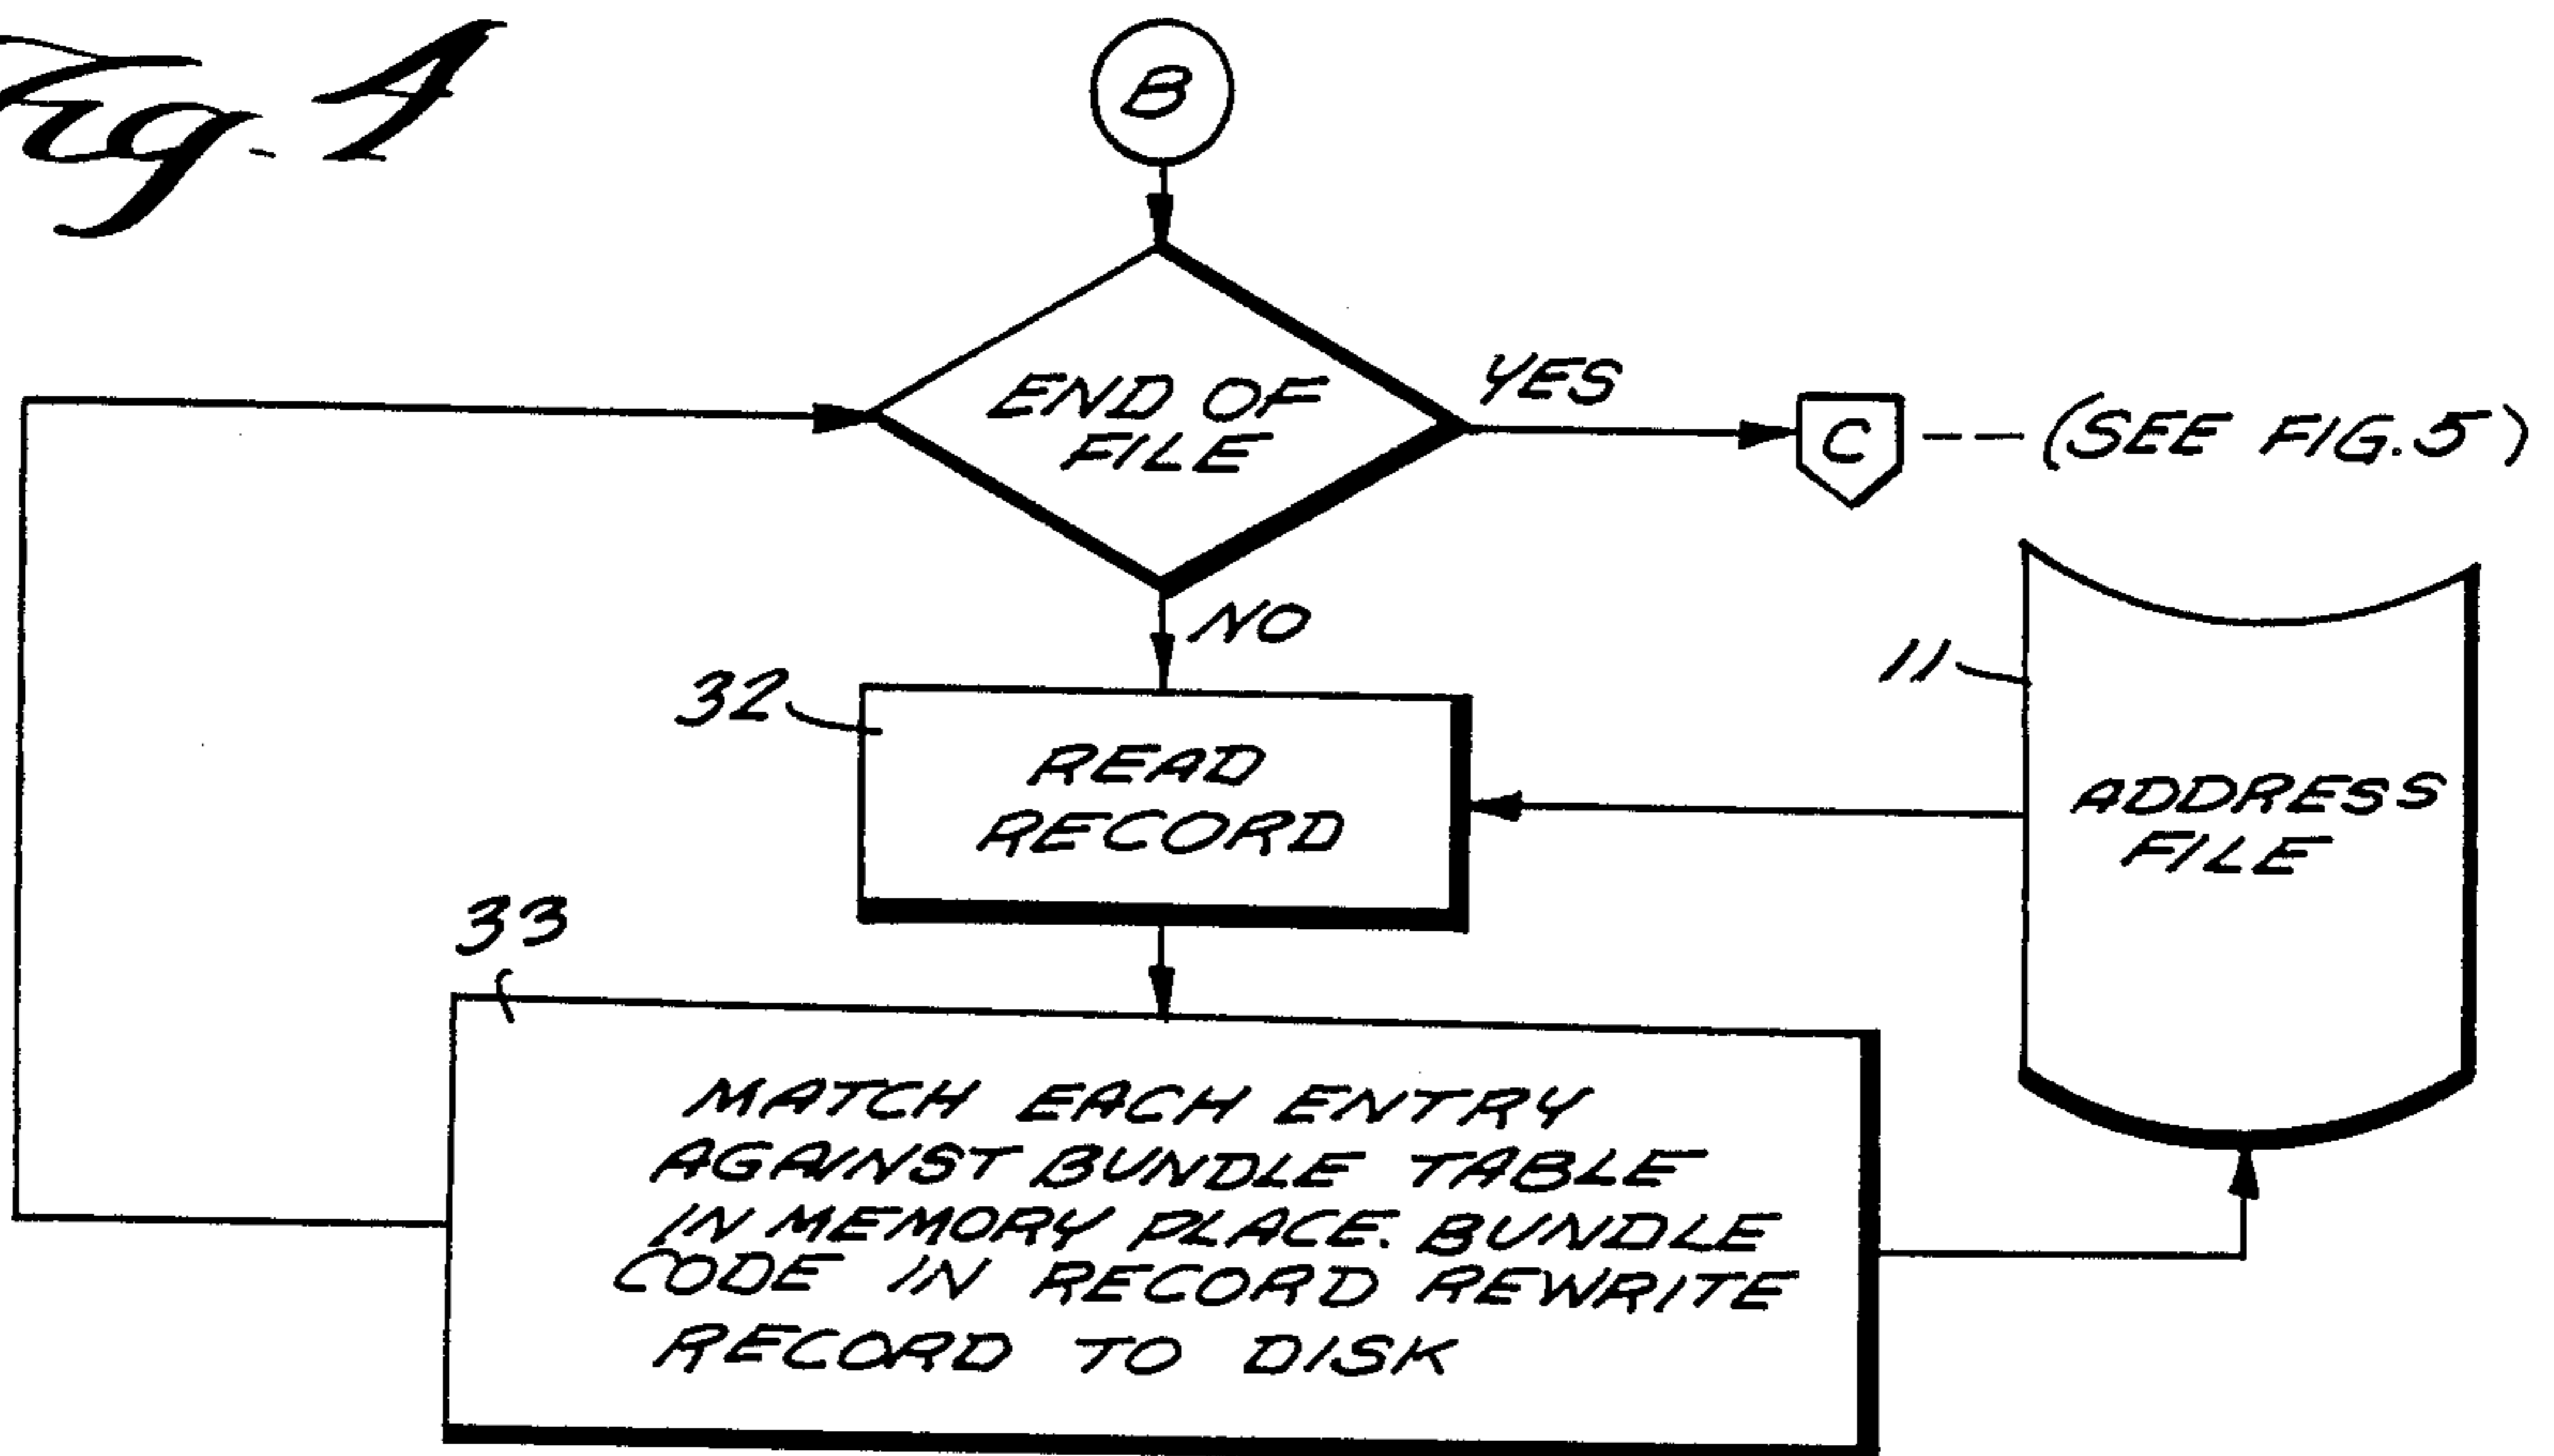 Fig-4
B
END OF
FILE
YES
C -- (SEE FIG. 5)
NO
32
READ
RECORD
11
ADDRESS
FILE
33
MATCH EACH ENTRY
AGAINST BUNDLE TABLE
IN MEMORY PLACE. BUNDLE
CODE IN RECORD REWRITE
RECORD TO DISK